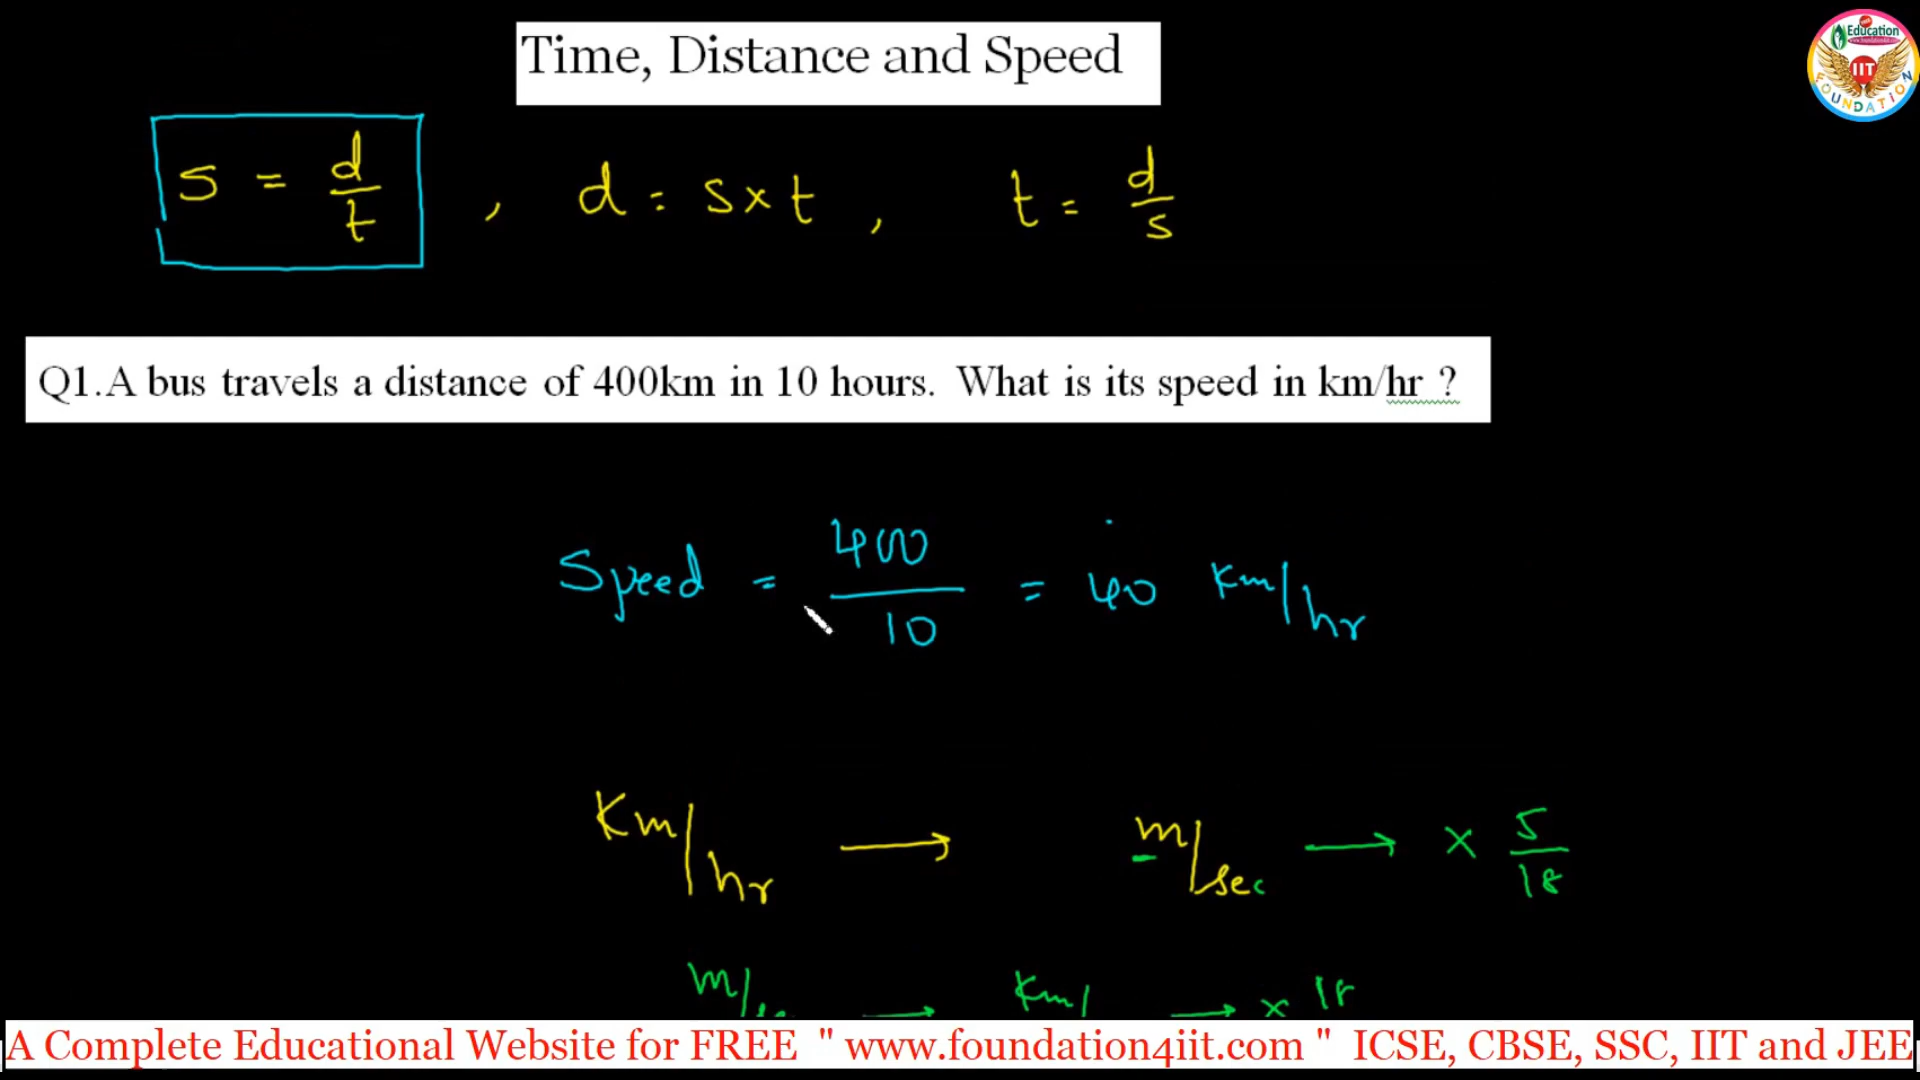 Time, Distance and Speed
Education
IIT
FOUNDATION
s = d/t , d = s x t , t = d/s
Q1.A bus travels a distance of 400km in 10 hours. What is its speed in km/hr ?
Speed = 400/10 = 40 Km/hr
Km/hr → m/sec → x 5/18
m/ → Km/ → x 18
A Complete Educational Website for FREE " www.foundation4iit.com " ICSE, CBSE, SSC, IIT and JEE